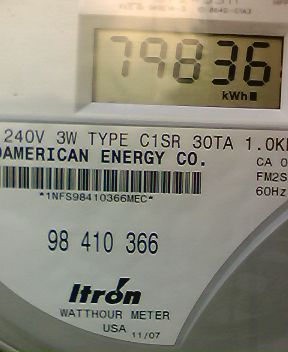 79836
kWh
240V 3W TYPE C1SR 30TA 1.0K
AMERICAN ENERGY CO.
CA 0
FM2S
60Hz
*1NFS98410366MEC*
98 410 366
Itron
WATTHOUR METER
USA 11/07